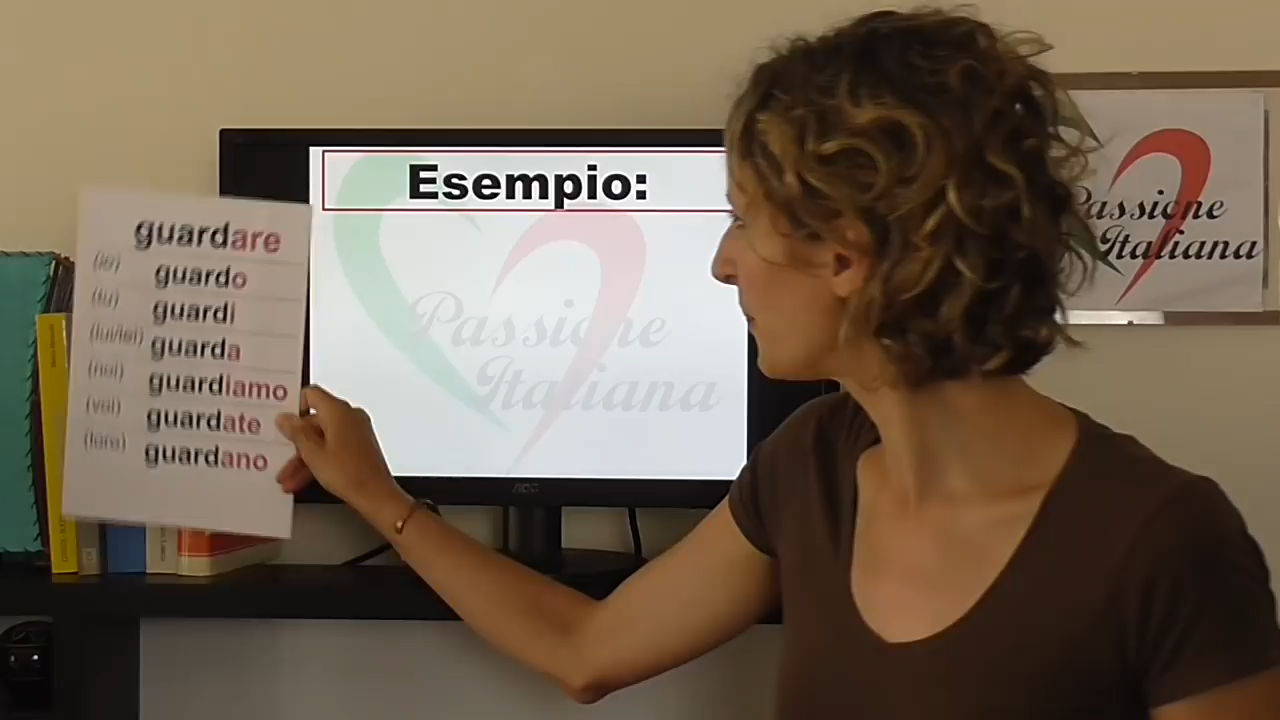 Esempio:
Passione
Italiana
guardare
(io) guardo
(tu) guardi
(lui/lei) guarda
(noi) guardiamo
(voi) guardate
(loro) guardano
Passione
Italiana
AOC